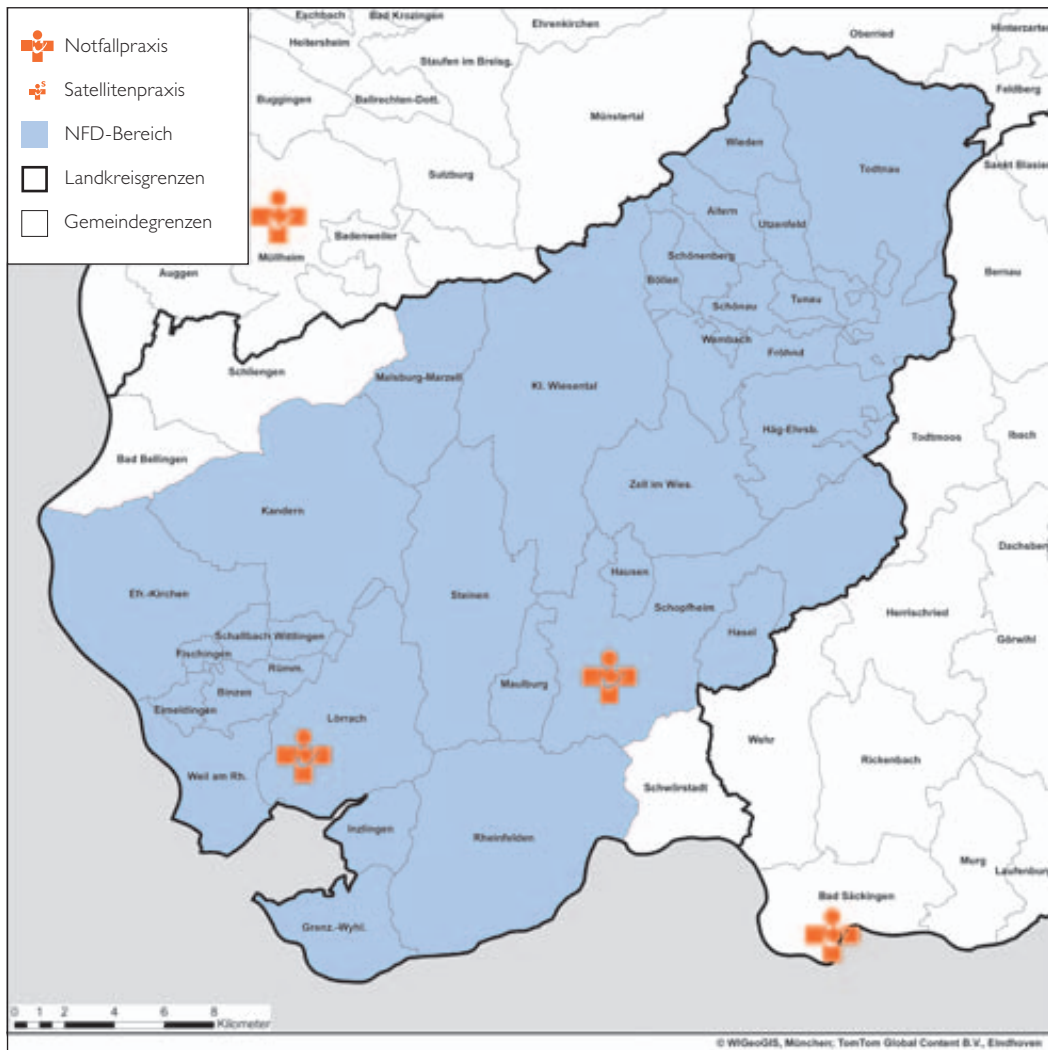 Notfallpraxis
Satellitenpraxis
NFD-Bereich
Landkreisgrenzen
Gemeindegrenzen
Eschbach
Bad Krozingen
Ehrenkirchen
Oberried
Hinterzarten
Heitersheim
Staufen im Breisg.
Feldberg
Buggingen
Ballrechten-Dott.
Münstertal
Wieden
Todtnau
Sankt Blasien
Sulzburg
Aitern
Utzenfeld
Badenweiler
Müllheim
Schönenberg
Auggen
Böllen
Bernau
Schönau
Tunau
Wembach
Fröhnd
Schliengen
Malsburg-Marzell
Kl. Wiesental
Häg-Ehrsb.
Todtmoos
Ibach
Bad Bellingen
Zell im Wies.
Kandern
Dachsberg
Hausen
Efr.-Kirchen
Steinen
Schopfheim
Herrischried
Schallbach
Wittlingen
Hasel
Görwihl
Fischingen
Rümm.
Binzen
Maulburg
Eimeldingen
Lörrach
Wehr
Rickenbach
Weil am Rh.
Schwörstadt
Inzlingen
Rheinfelden
Murg
Laufenburg
Bad Säckingen
Grenz.-Wyhl.
0 1 2 4 6 8
Kilometer
© WIGeoGIS, München; TomTom Global Content B.V., Eindhoven